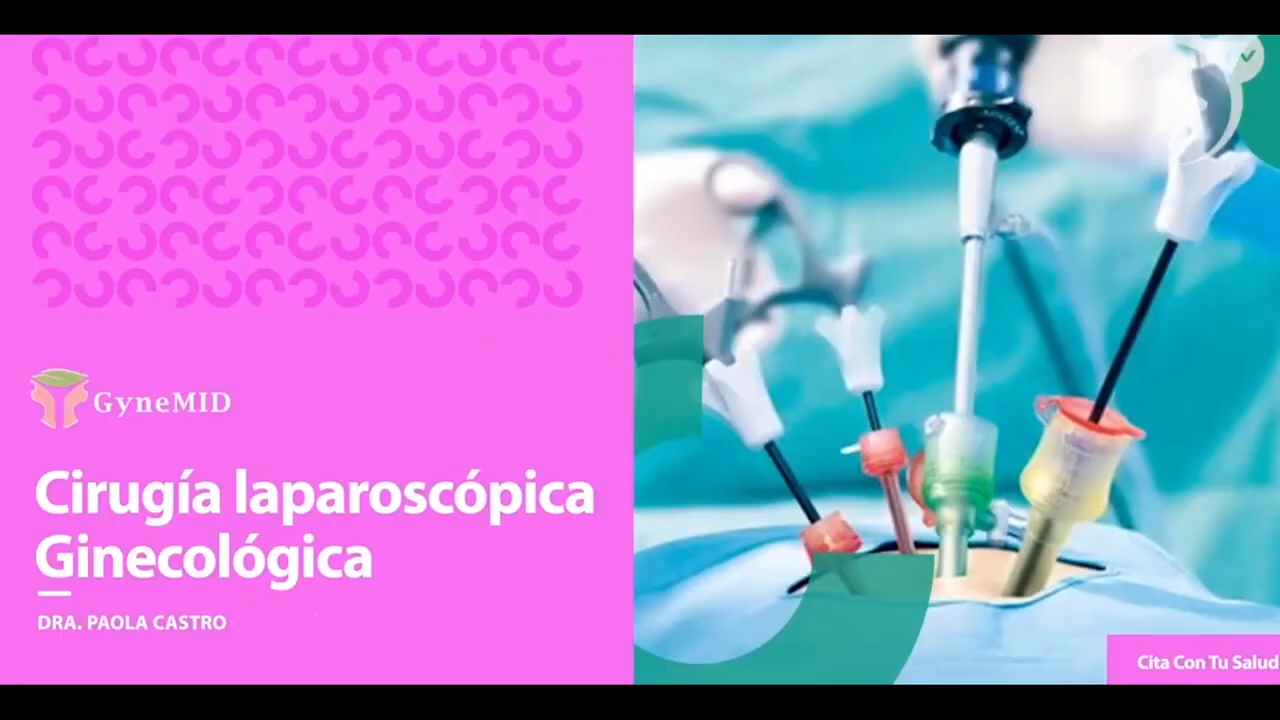 GyneMID
Cirugía laparoscópica
Ginecológica
DRA. PAOLA CASTRO
Cita Con Tu Salud